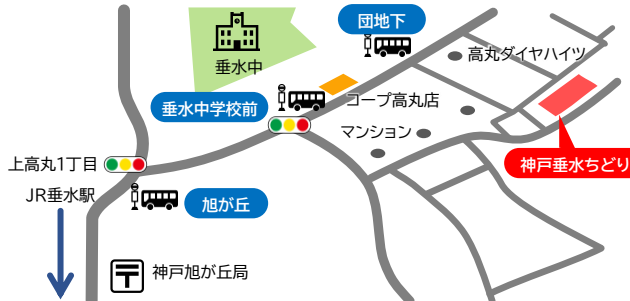 団地下
垂水中
高丸ダイヤハイツ
垂水中学校前
コープ高丸店
マンション
神戸垂水ちどり
上高丸1丁目
JR垂水駅
旭が丘
神戸旭が丘局